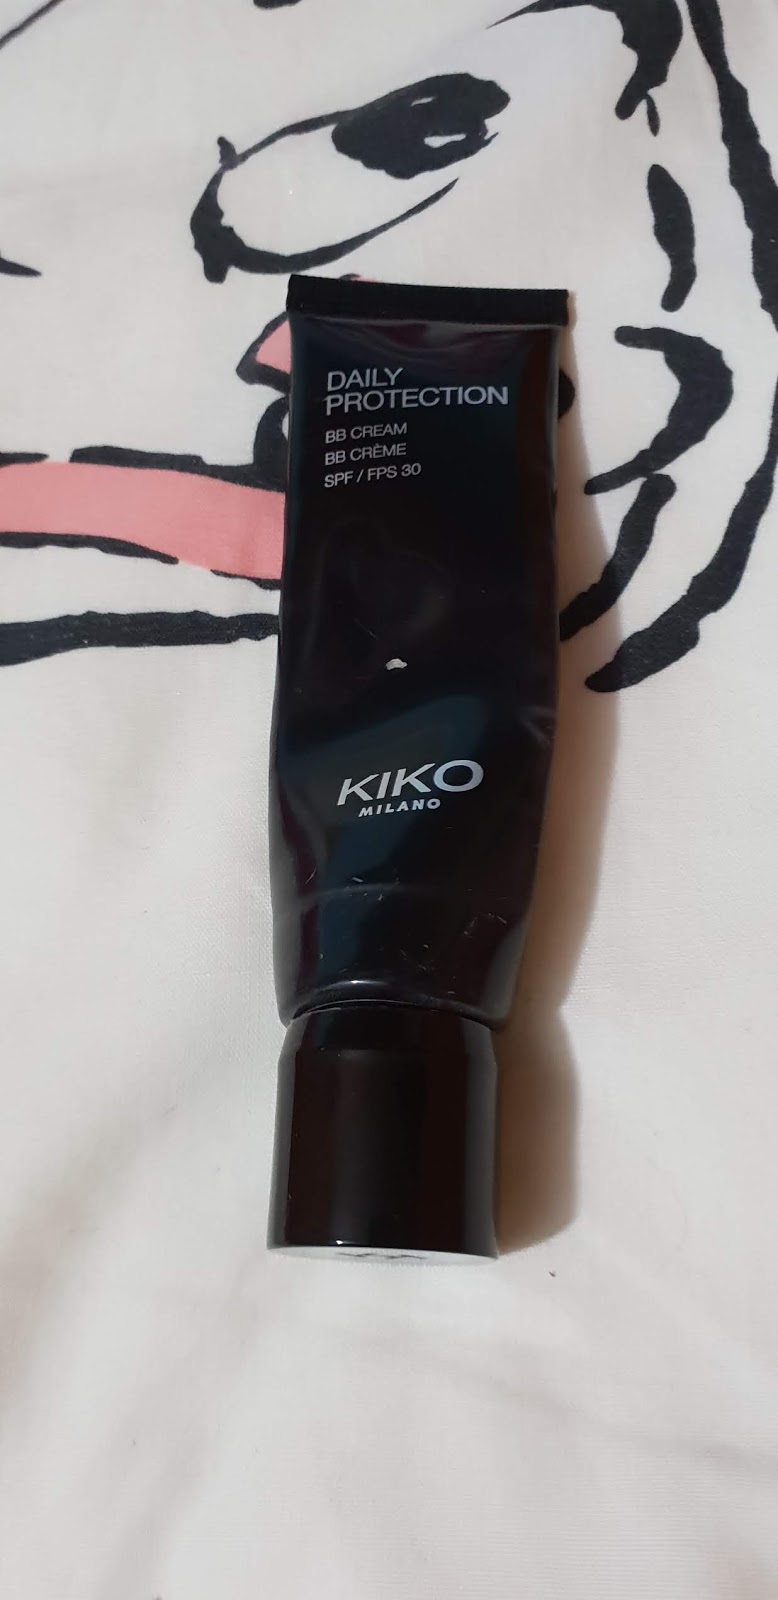 DAILY
PROTECTION
BB CREAM
BB CRÈME
SPF / FPS 30
KIKO
MILANO